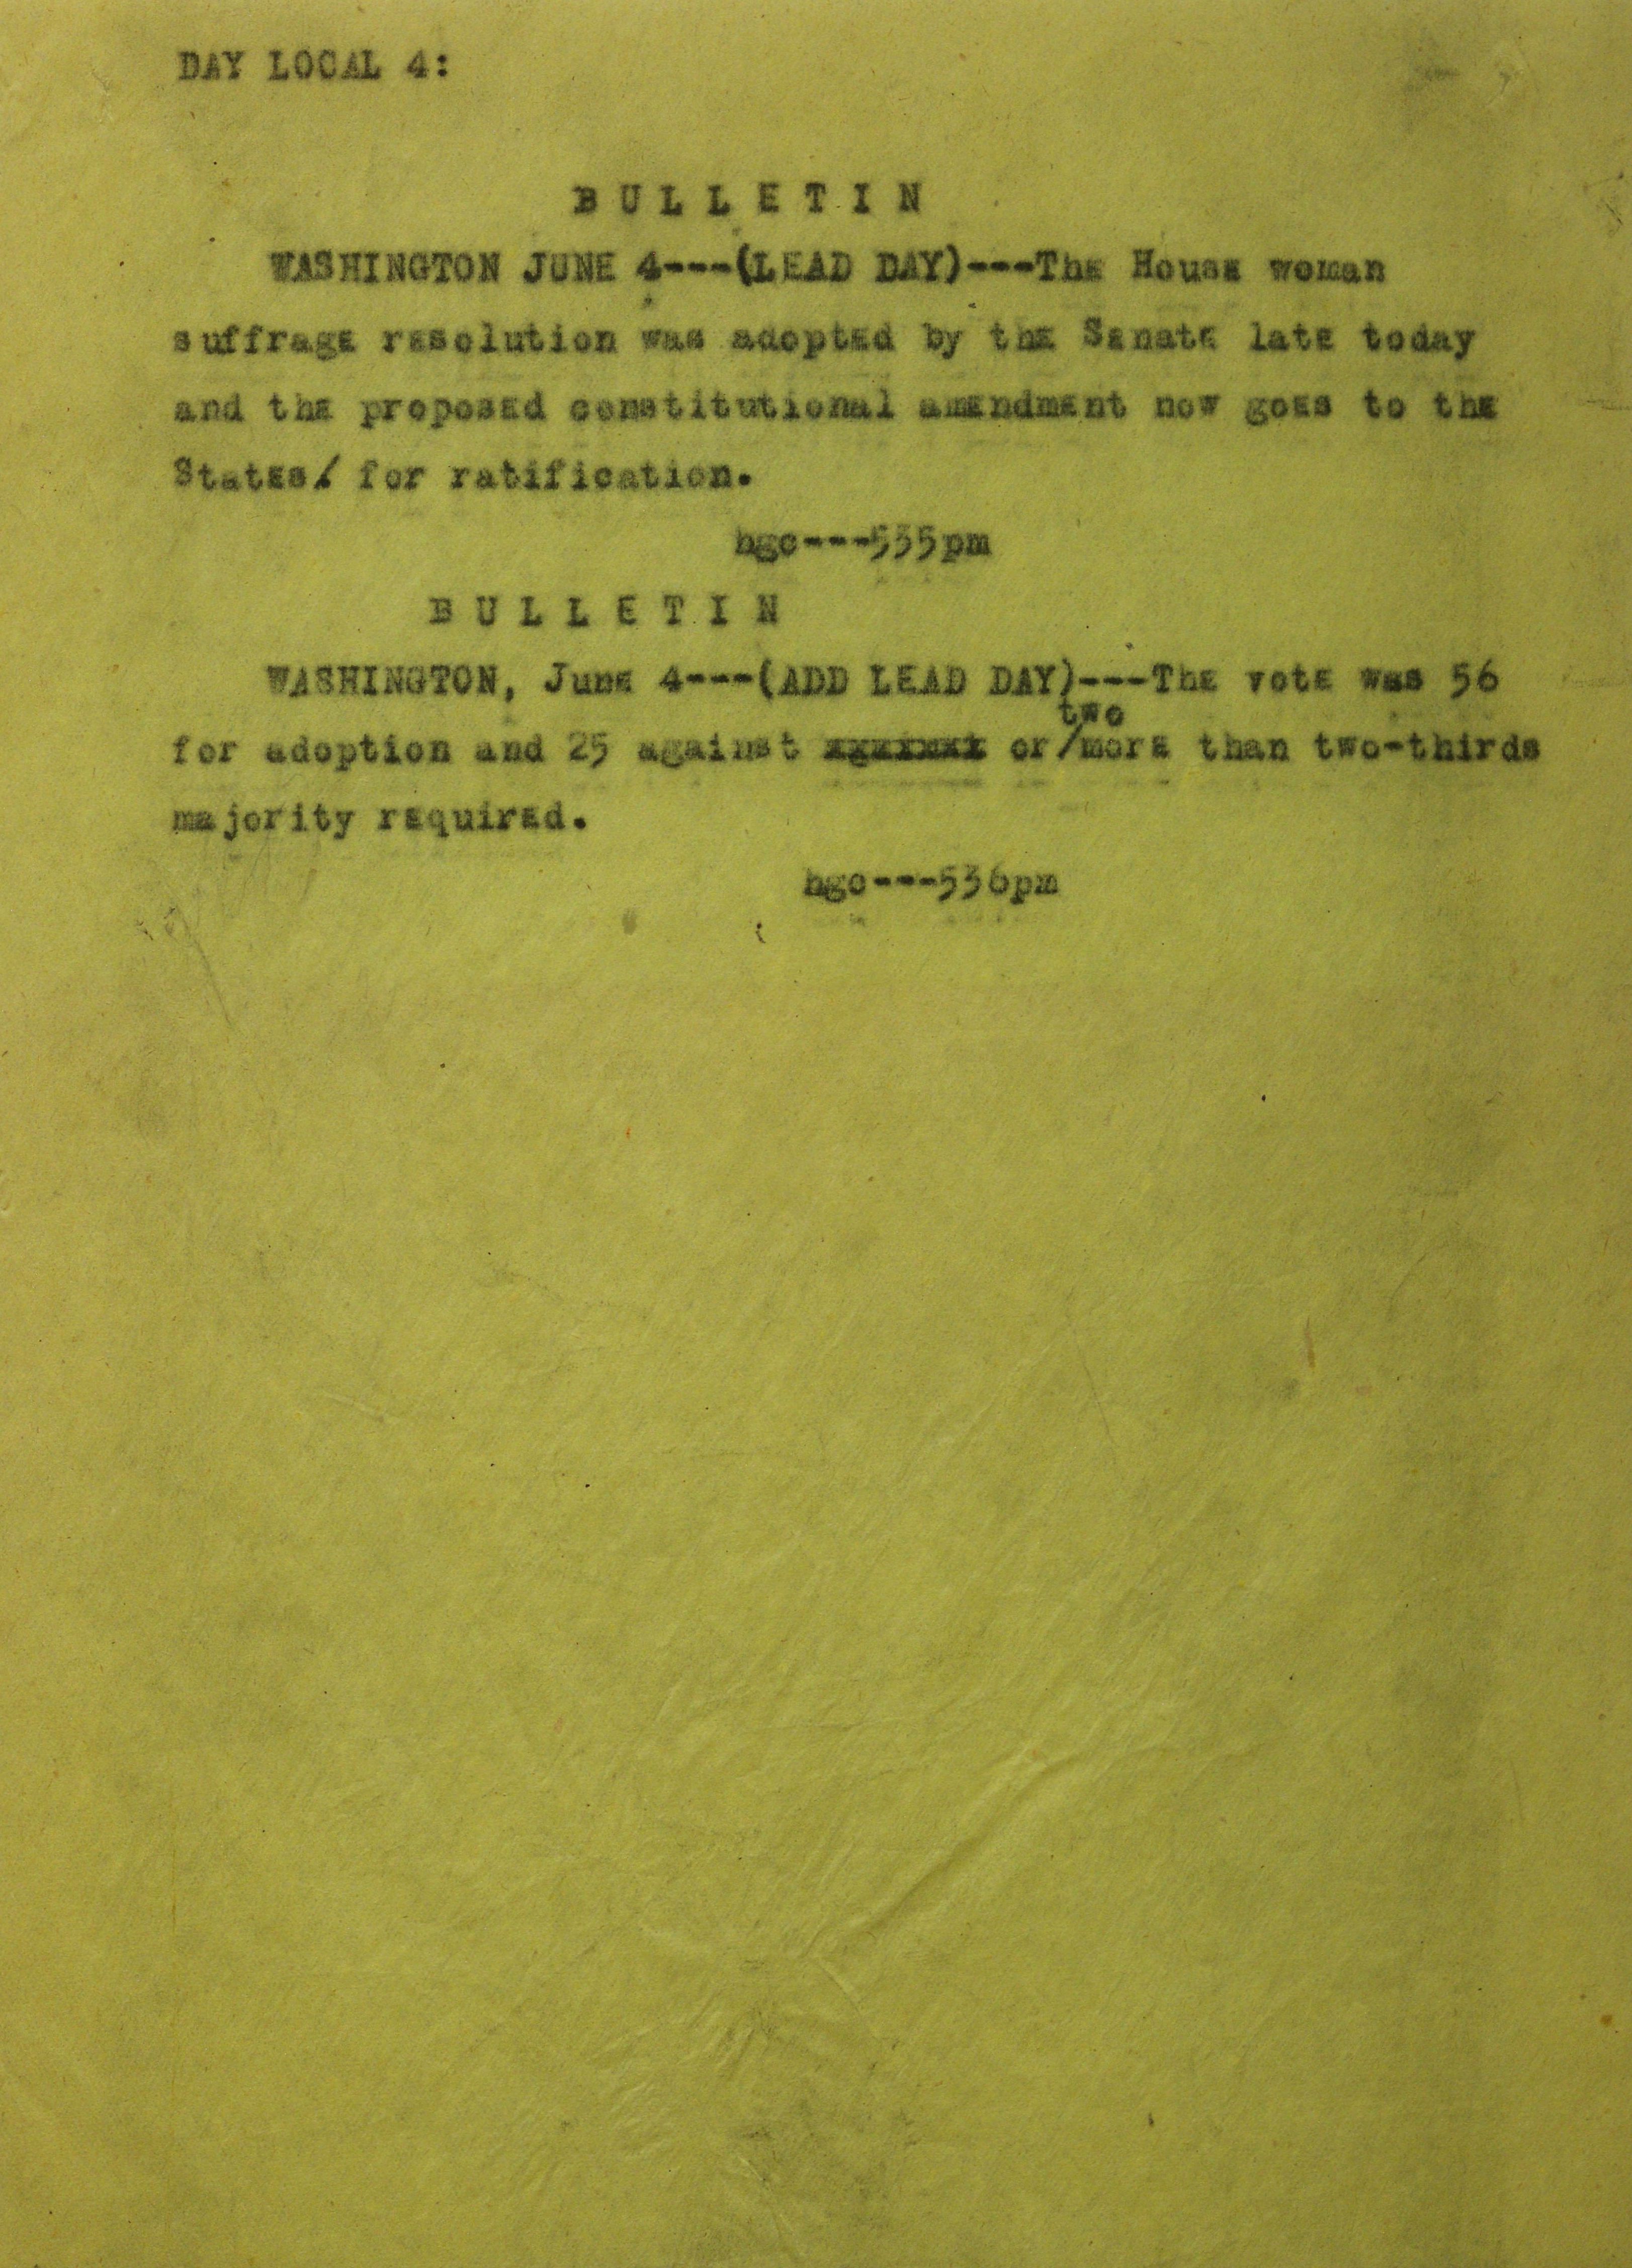 DAY LOCAL 4:
B U L L E T I N
WASHINGTON JUNE 4---(LEAD DAY)---The House woman
suffrage resolution was adopted by the Senate late today
and the proposed constitutional amendment now goes to the
States/ for ratification.
hgc---535pm
B U L L E T I N
WASHINGTON, June 4---(ADD LEAD DAY)---The vote was 56
two
for adoption and 25 against or/more than two-thirds
majority required.
hgc---536pm